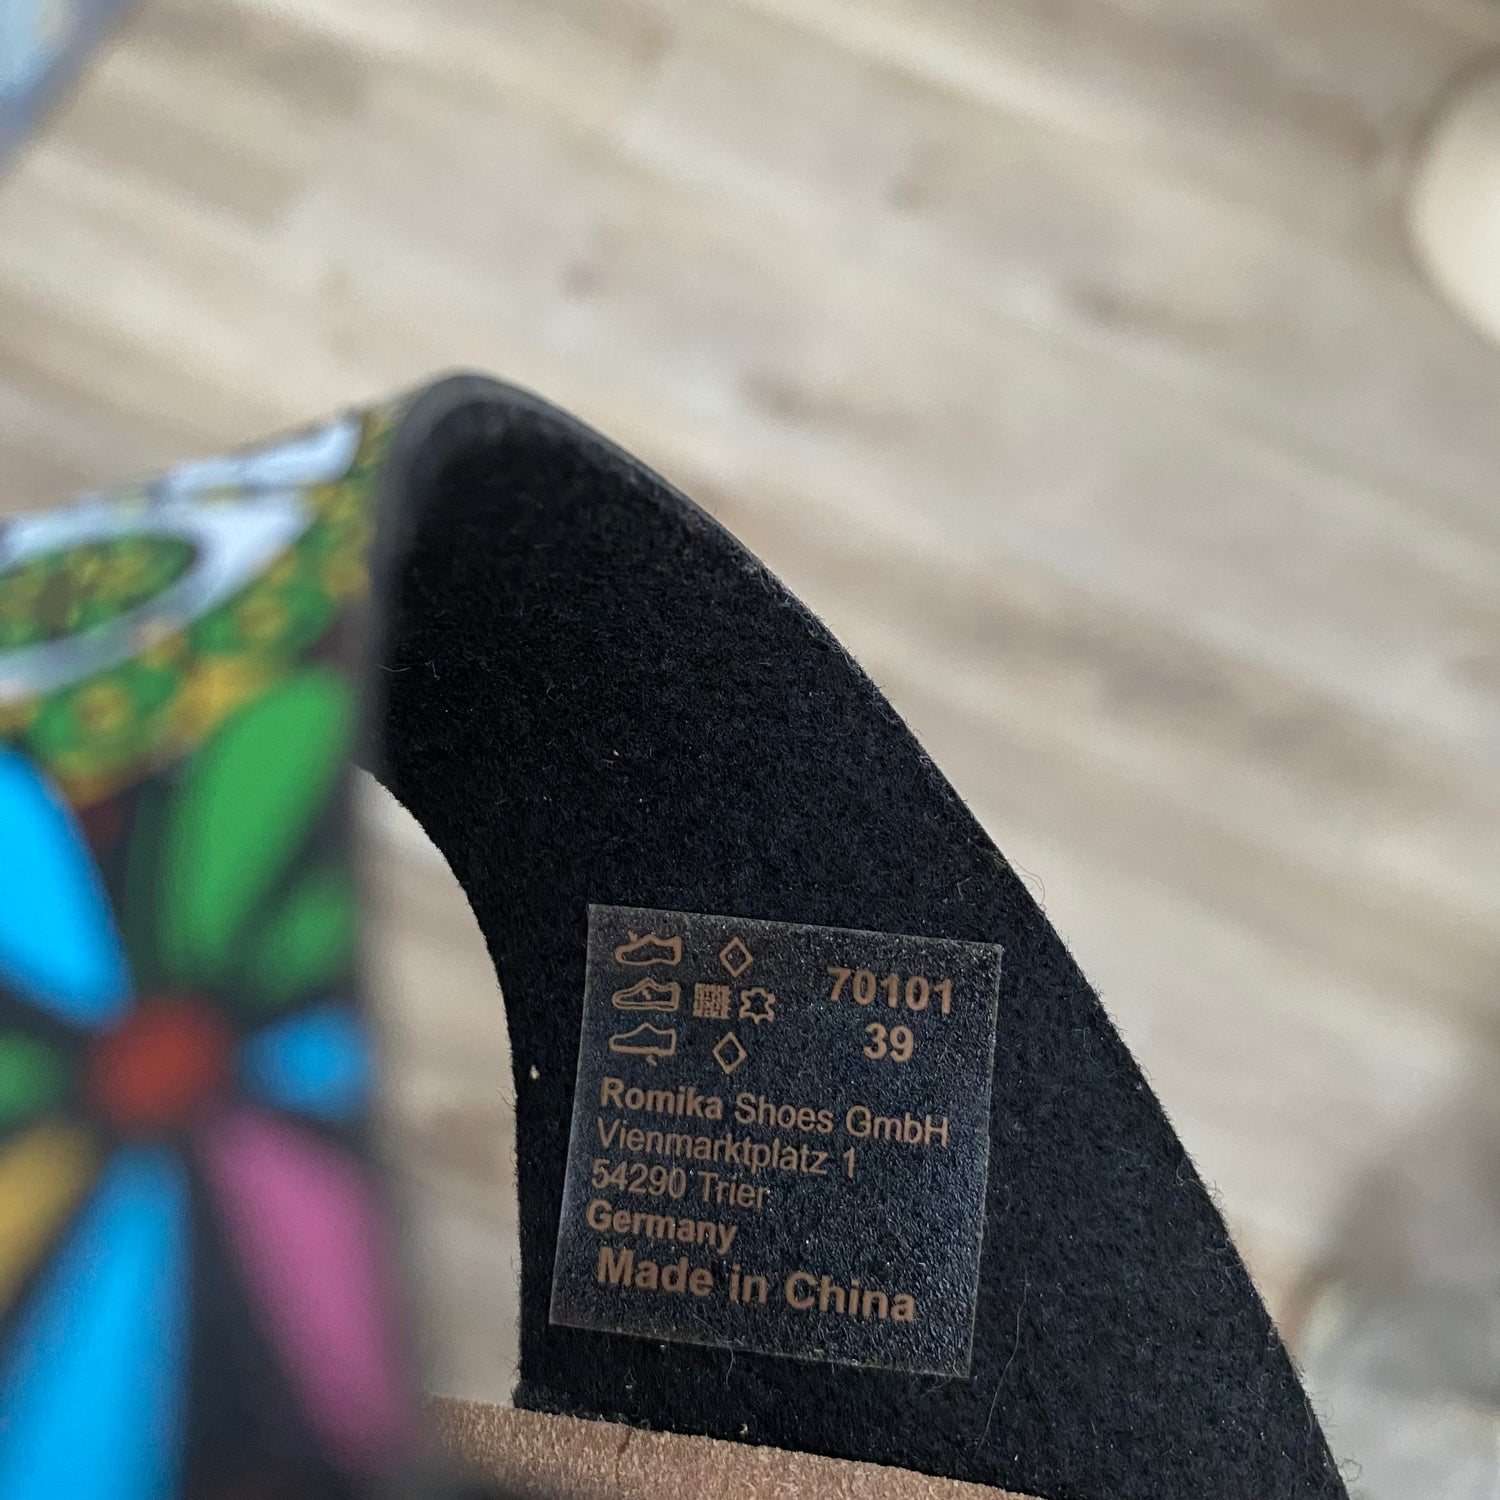 70101
39
Romika Shoes GmbH
Vienmarktplatz 1
54290 Trier
Germany
Made in China